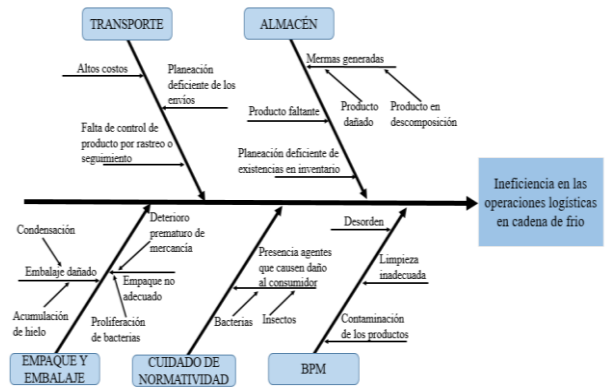 TRANSPORTE
ALMACÉN
Altos costos
Planeación
deficiente de los
envíos
Falta de control de
producto por rastreo o
seguimiento
Mermas generadas
Producto
dañado
Producto en
descomposición
Producto faltante
Planeación deficiente de
existencias en inventario
Ineficiencia en las
operaciones logísticas
en cadena de frio
Condensación
Embalaje dañado
Acumulación
de hielo
Deterioro
prematuro de
mercancía
Empaque no
adecuado
Proliferación
de bacterias
Presencia agentes
que causen daño
al consumidor
Bacterias
Insectos
Desorden
Limpieza
inadecuada
Contaminación
de los productos
EMPAQUE Y
EMBALAJE
CUIDADO DE
NORMATIVIDAD
BPM